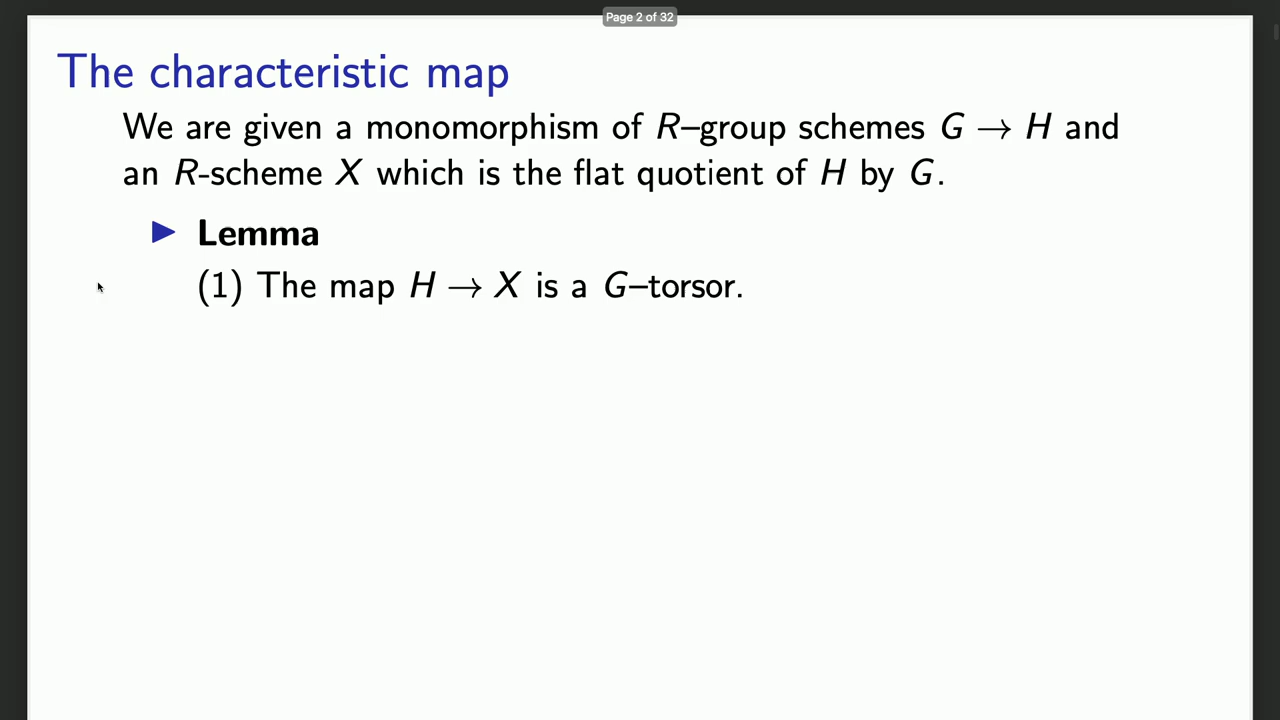 Page 2 of 32
The characteristic map
We are given a monomorphism of R–group schemes G → H and
an R-scheme X which is the flat quotient of H by G.
▶ Lemma
(1) The map H → X is a G–torsor.